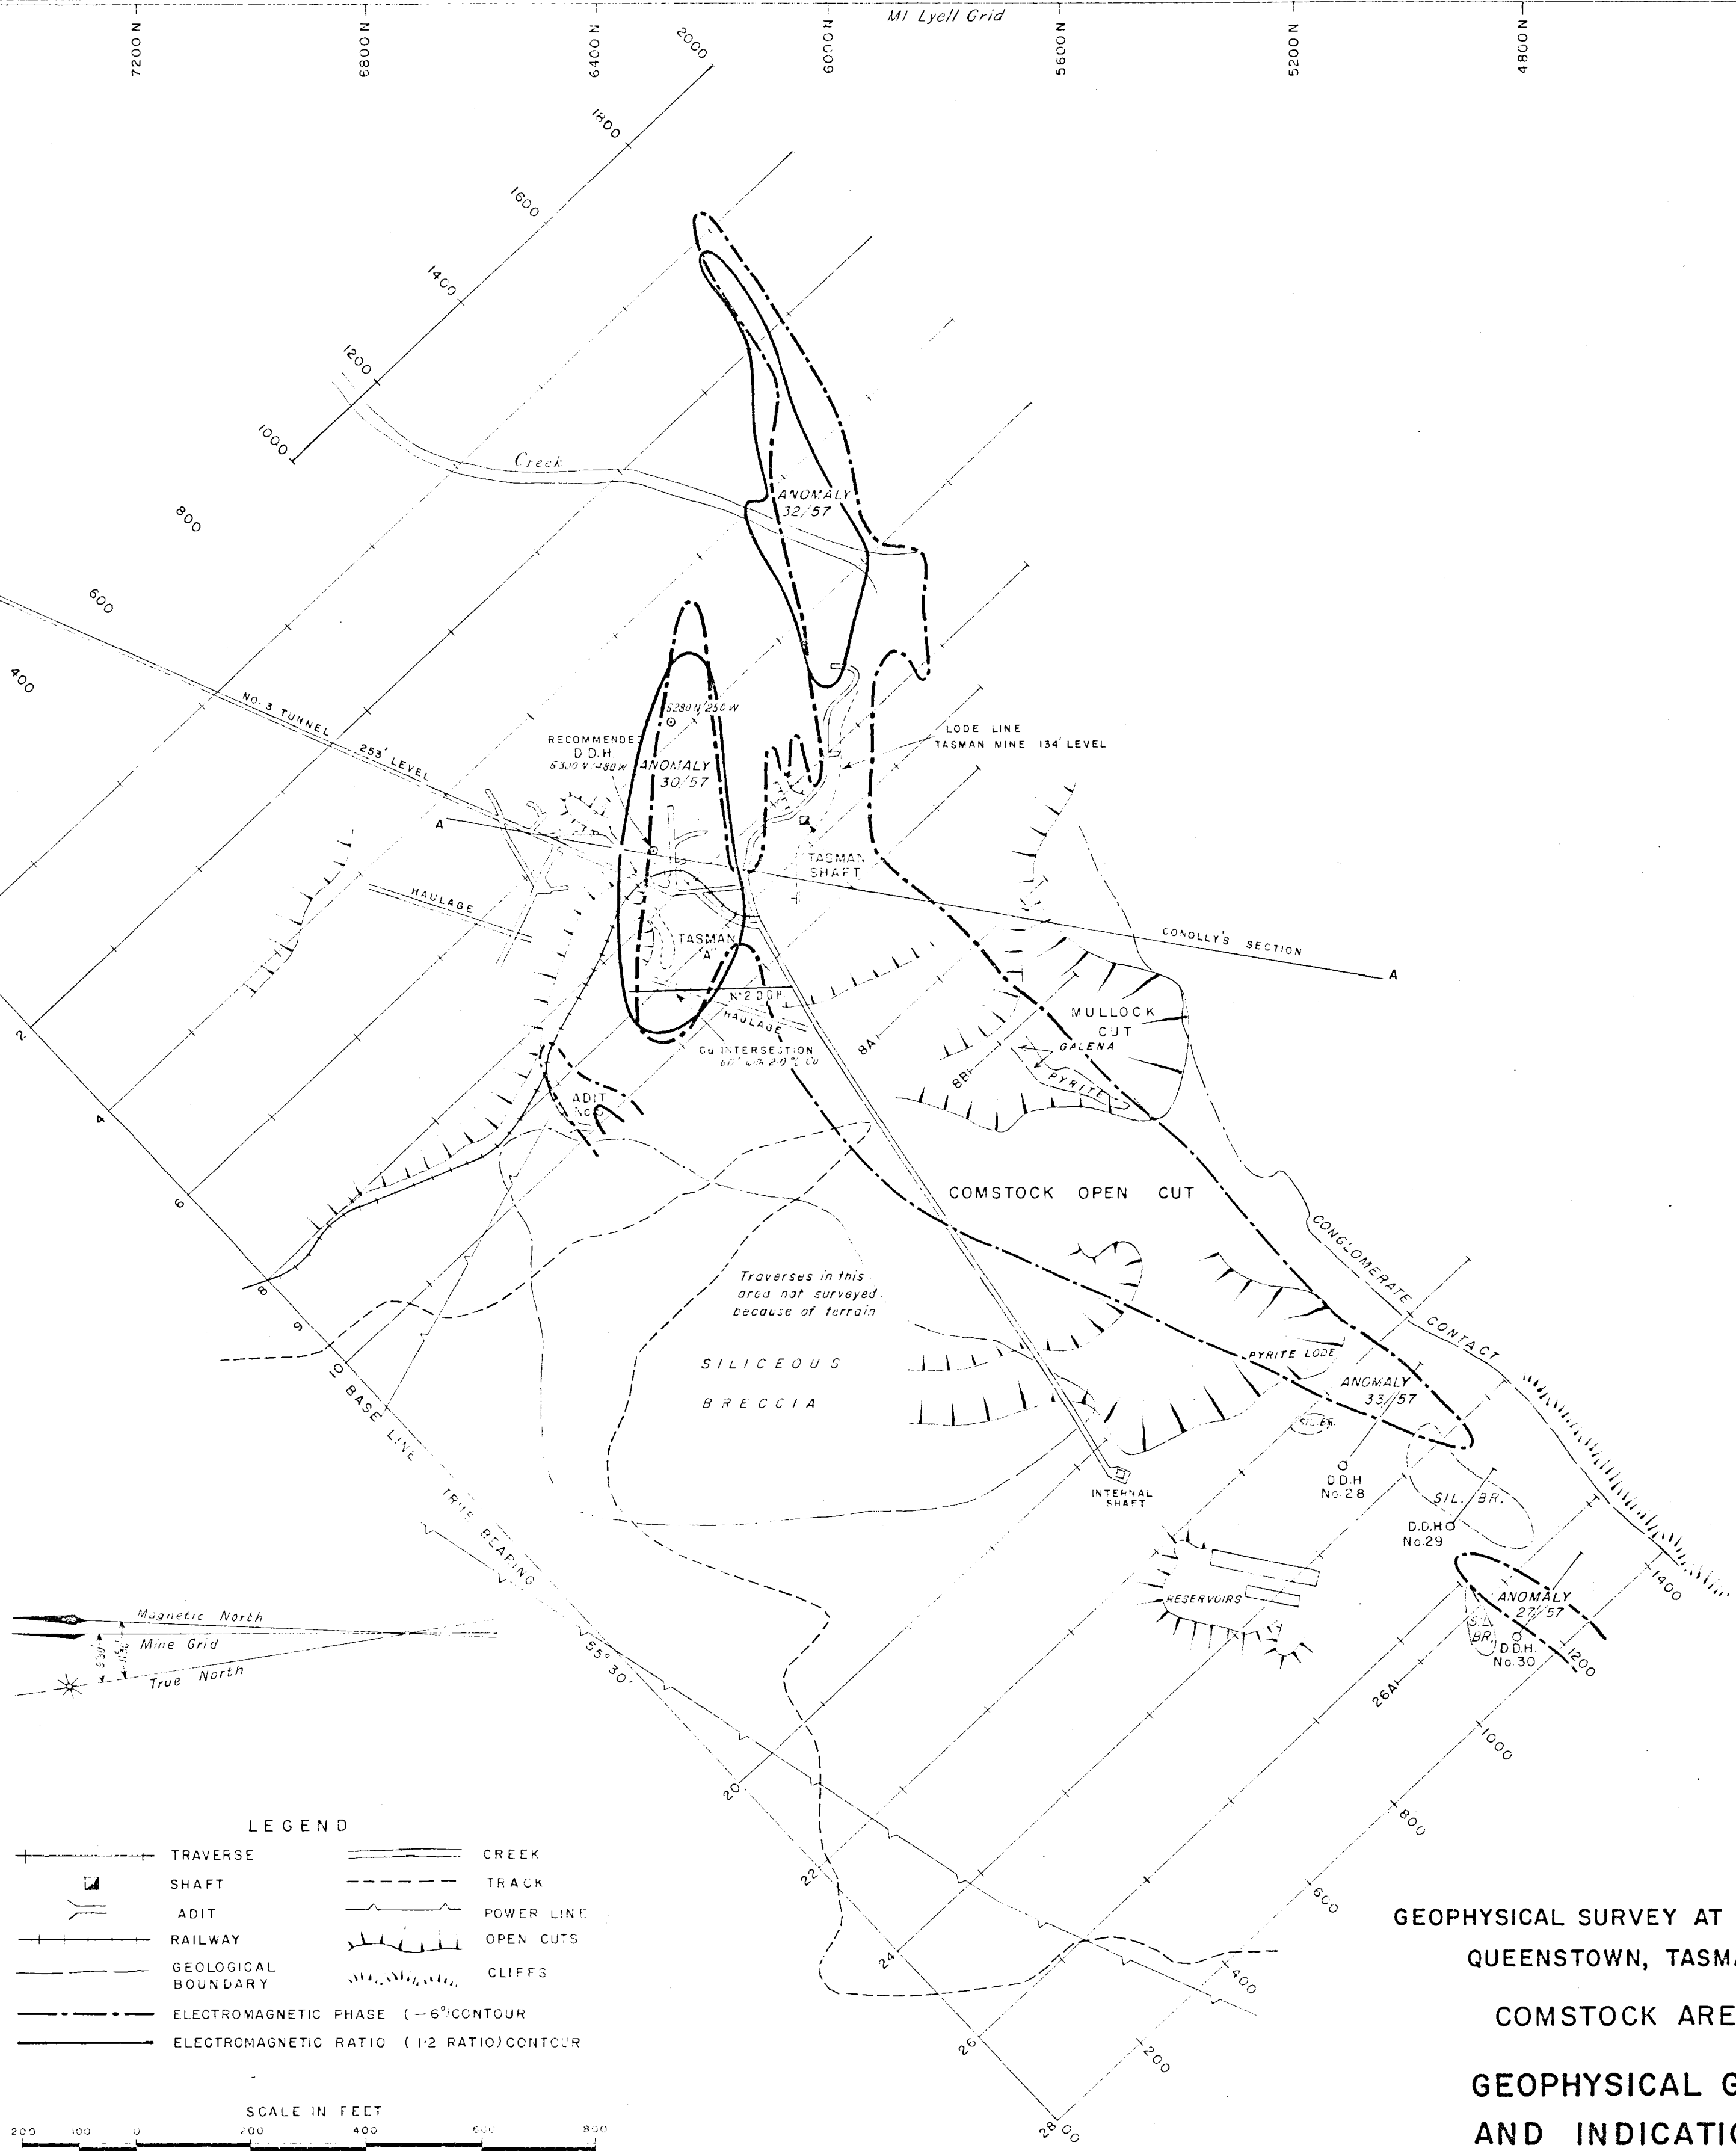 Mt Lyell Grid
7200 N
6800 N
6400 N
6000 N
5600 N
5200 N
4800 N
2000
1800
1600
1400
1200
1000
800
600
400
Creek
ANOMALY
32/57
NO. 3 TUNNEL
253' LEVEL
RECOMMENDE
D.D.H
ANOMALY
30/57
LODE LINE
TASMAN MINE 134' LEVEL
A
TASMAN
SHAFT
HAULAGE
TASMAN
"A"
CONOLLY'S SECTION
A
HAULAGE
Cu INTERSECTION
8A
8B
MULLOCK
CUT
GALENA
PYRITE
ADIT
2
4
6
8
9
10
COMSTOCK OPEN CUT
CONGLOMERATE CONTACT
Traverses in this
area not surveyed
because of terrain
SILICEOUS
BRECCIA
PYRITE LODE
ANOMALY
33/57
SIL. BR.
BASE LINE
TRUE BEARING
55° 30'
INTERNAL
SHAFT
D.D.H
No. 28
SIL. BR.
D.D.H
No. 29
RESERVOIRS
ANOMALY
27/57
SIL.
BR.
D.D.H.
No. 30
26A
1400
1200
1000
800
600
400
200
00
20
22
24
26
28
Magnetic North
Mine Grid
True North
LEGEND
TRAVERSE
CREEK
SHAFT
TRACK
ADIT
POWER LINE
RAILWAY
OPEN CUTS
GEOLOGICAL
BOUNDARY
CLIFFS
ELECTROMAGNETIC PHASE (-6°) CONTOUR
ELECTROMAGNETIC RATIO (1·2 RATIO) CONTOUR
SCALE IN FEET
200 100 0 200 400 600 800
GEOPHYSICAL SURVEY AT
QUEENSTOWN, TASMA
COMSTOCK ARE
GEOPHYSICAL G
AND INDICATIO